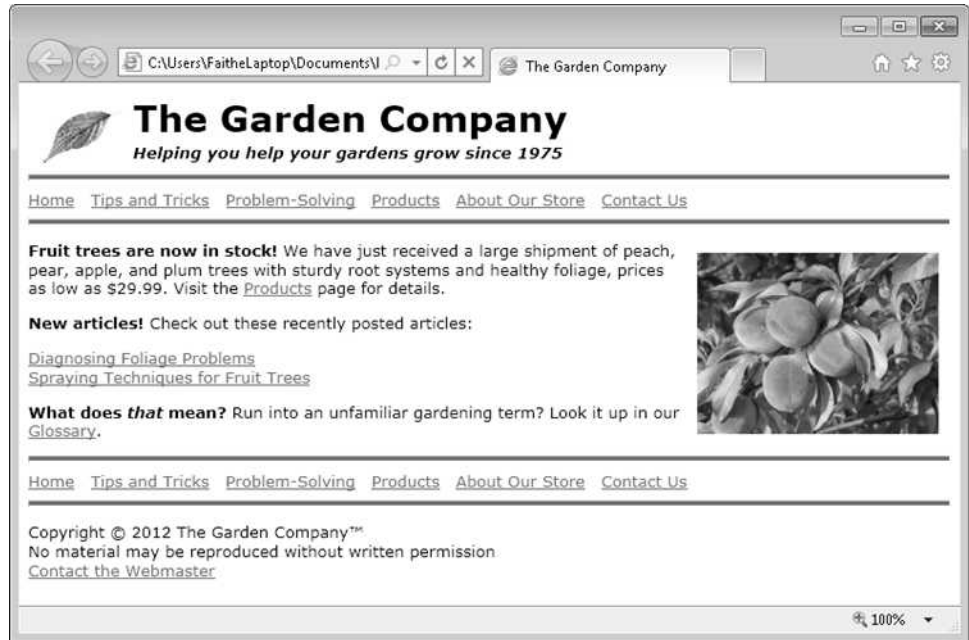 C:\Users\FaitheLaptop\Documents\
The Garden Company
The Garden Company
Helping you help your gardens grow since 1975
Home Tips and Tricks Problem-Solving Products About Our Store Contact Us
Fruit trees are now in stock! We have just received a large shipment of peach,
pear, apple, and plum trees with sturdy root systems and healthy foliage, prices
as low as $29.99. Visit the Products page for details.
New articles! Check out these recently posted articles:
Diagnosing Foliage Problems
Spraying Techniques for Fruit Trees
What does that mean? Run into an unfamiliar gardening term? Look it up in our
Glossary.
Home Tips and Tricks Problem-Solving Products About Our Store Contact Us
Copyright © 2012 The Garden Company™
No material may be reproduced without written permission
Contact the Webmaster
100%